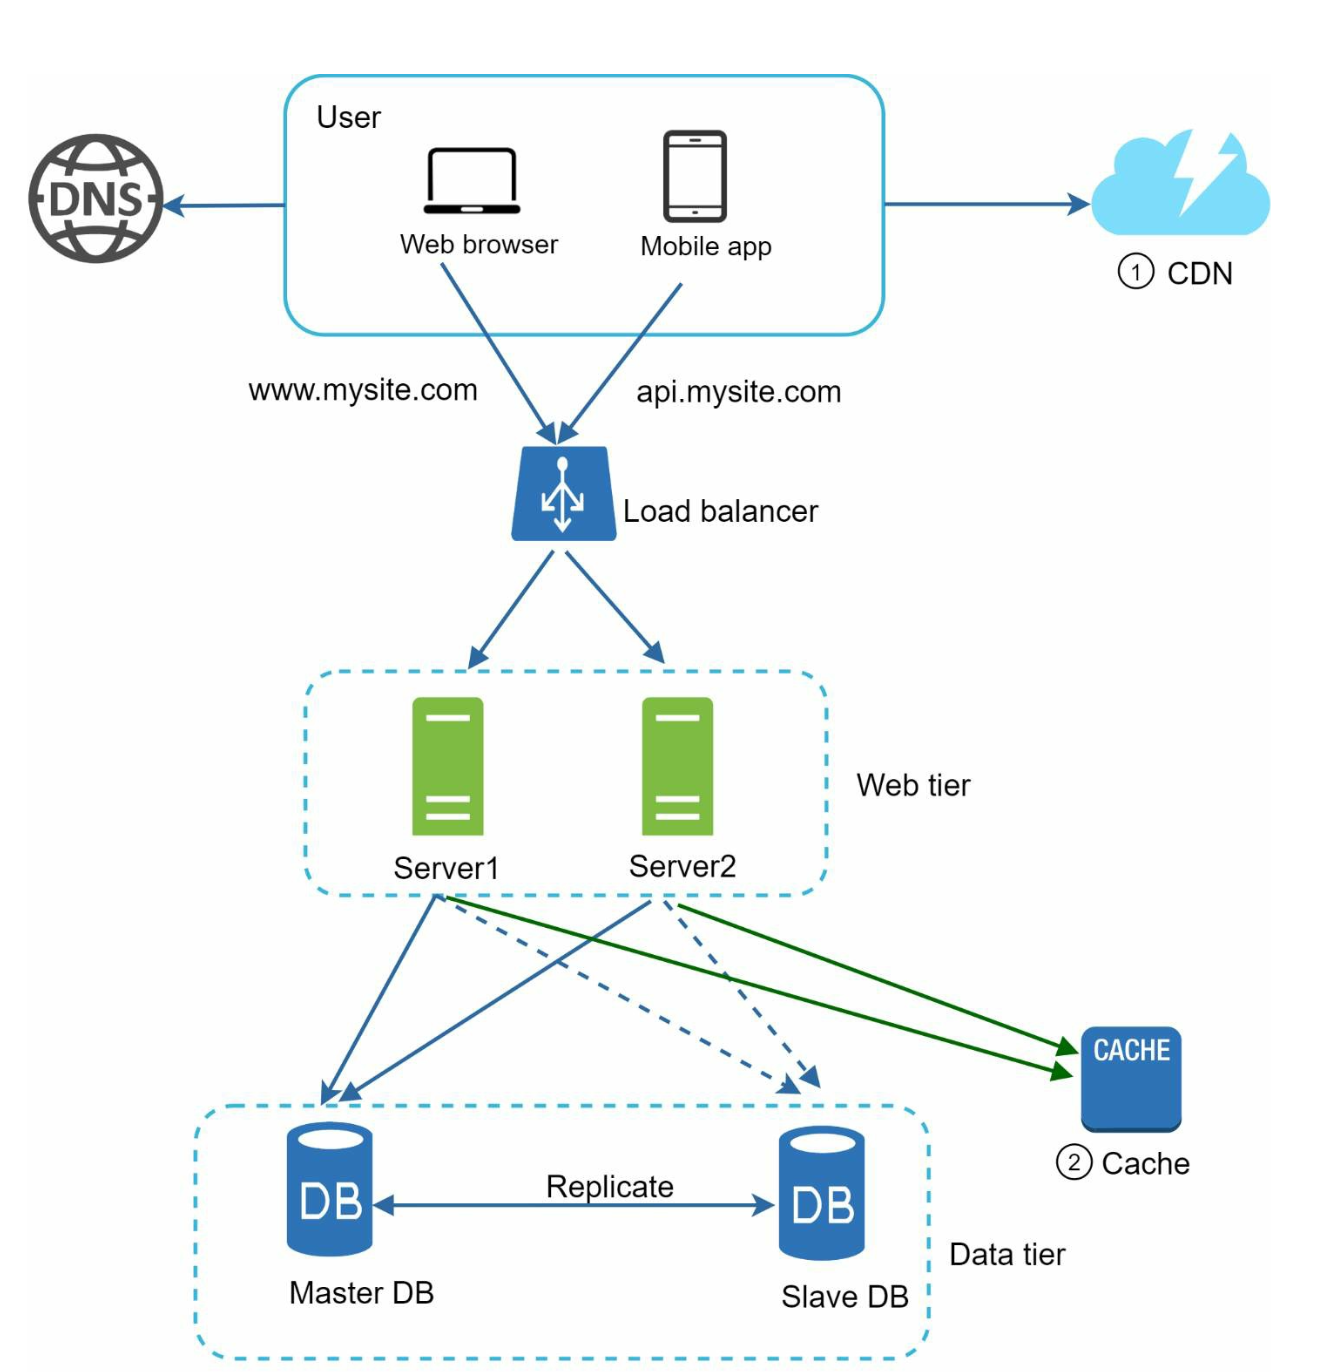 User
DNS
Web browser
Mobile app
1 CDN
www.mysite.com
api.mysite.com
Load balancer
Web tier
Server1
Server2
CACHE
2 Cache
Replicate
DB
DB
Data tier
Master DB
Slave DB